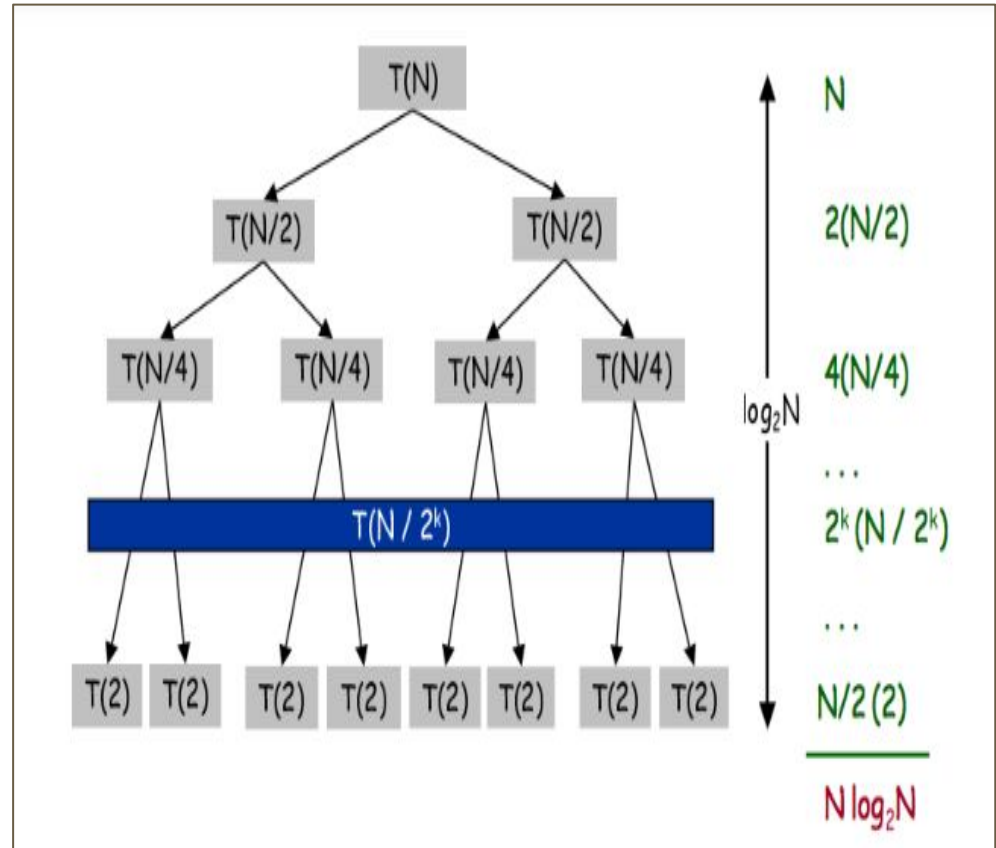 T(N)
N
T(N/2) T(N/2)
2(N/2)
T(N/4) T(N/4) T(N/4) T(N/4)
4(N/4)
log₂N
...
T(N / 2ᵏ)
2ᵏ (N / 2ᵏ)
...
T(2) T(2) T(2) T(2) T(2) T(2) T(2) T(2)
N/2 (2)
N log₂N